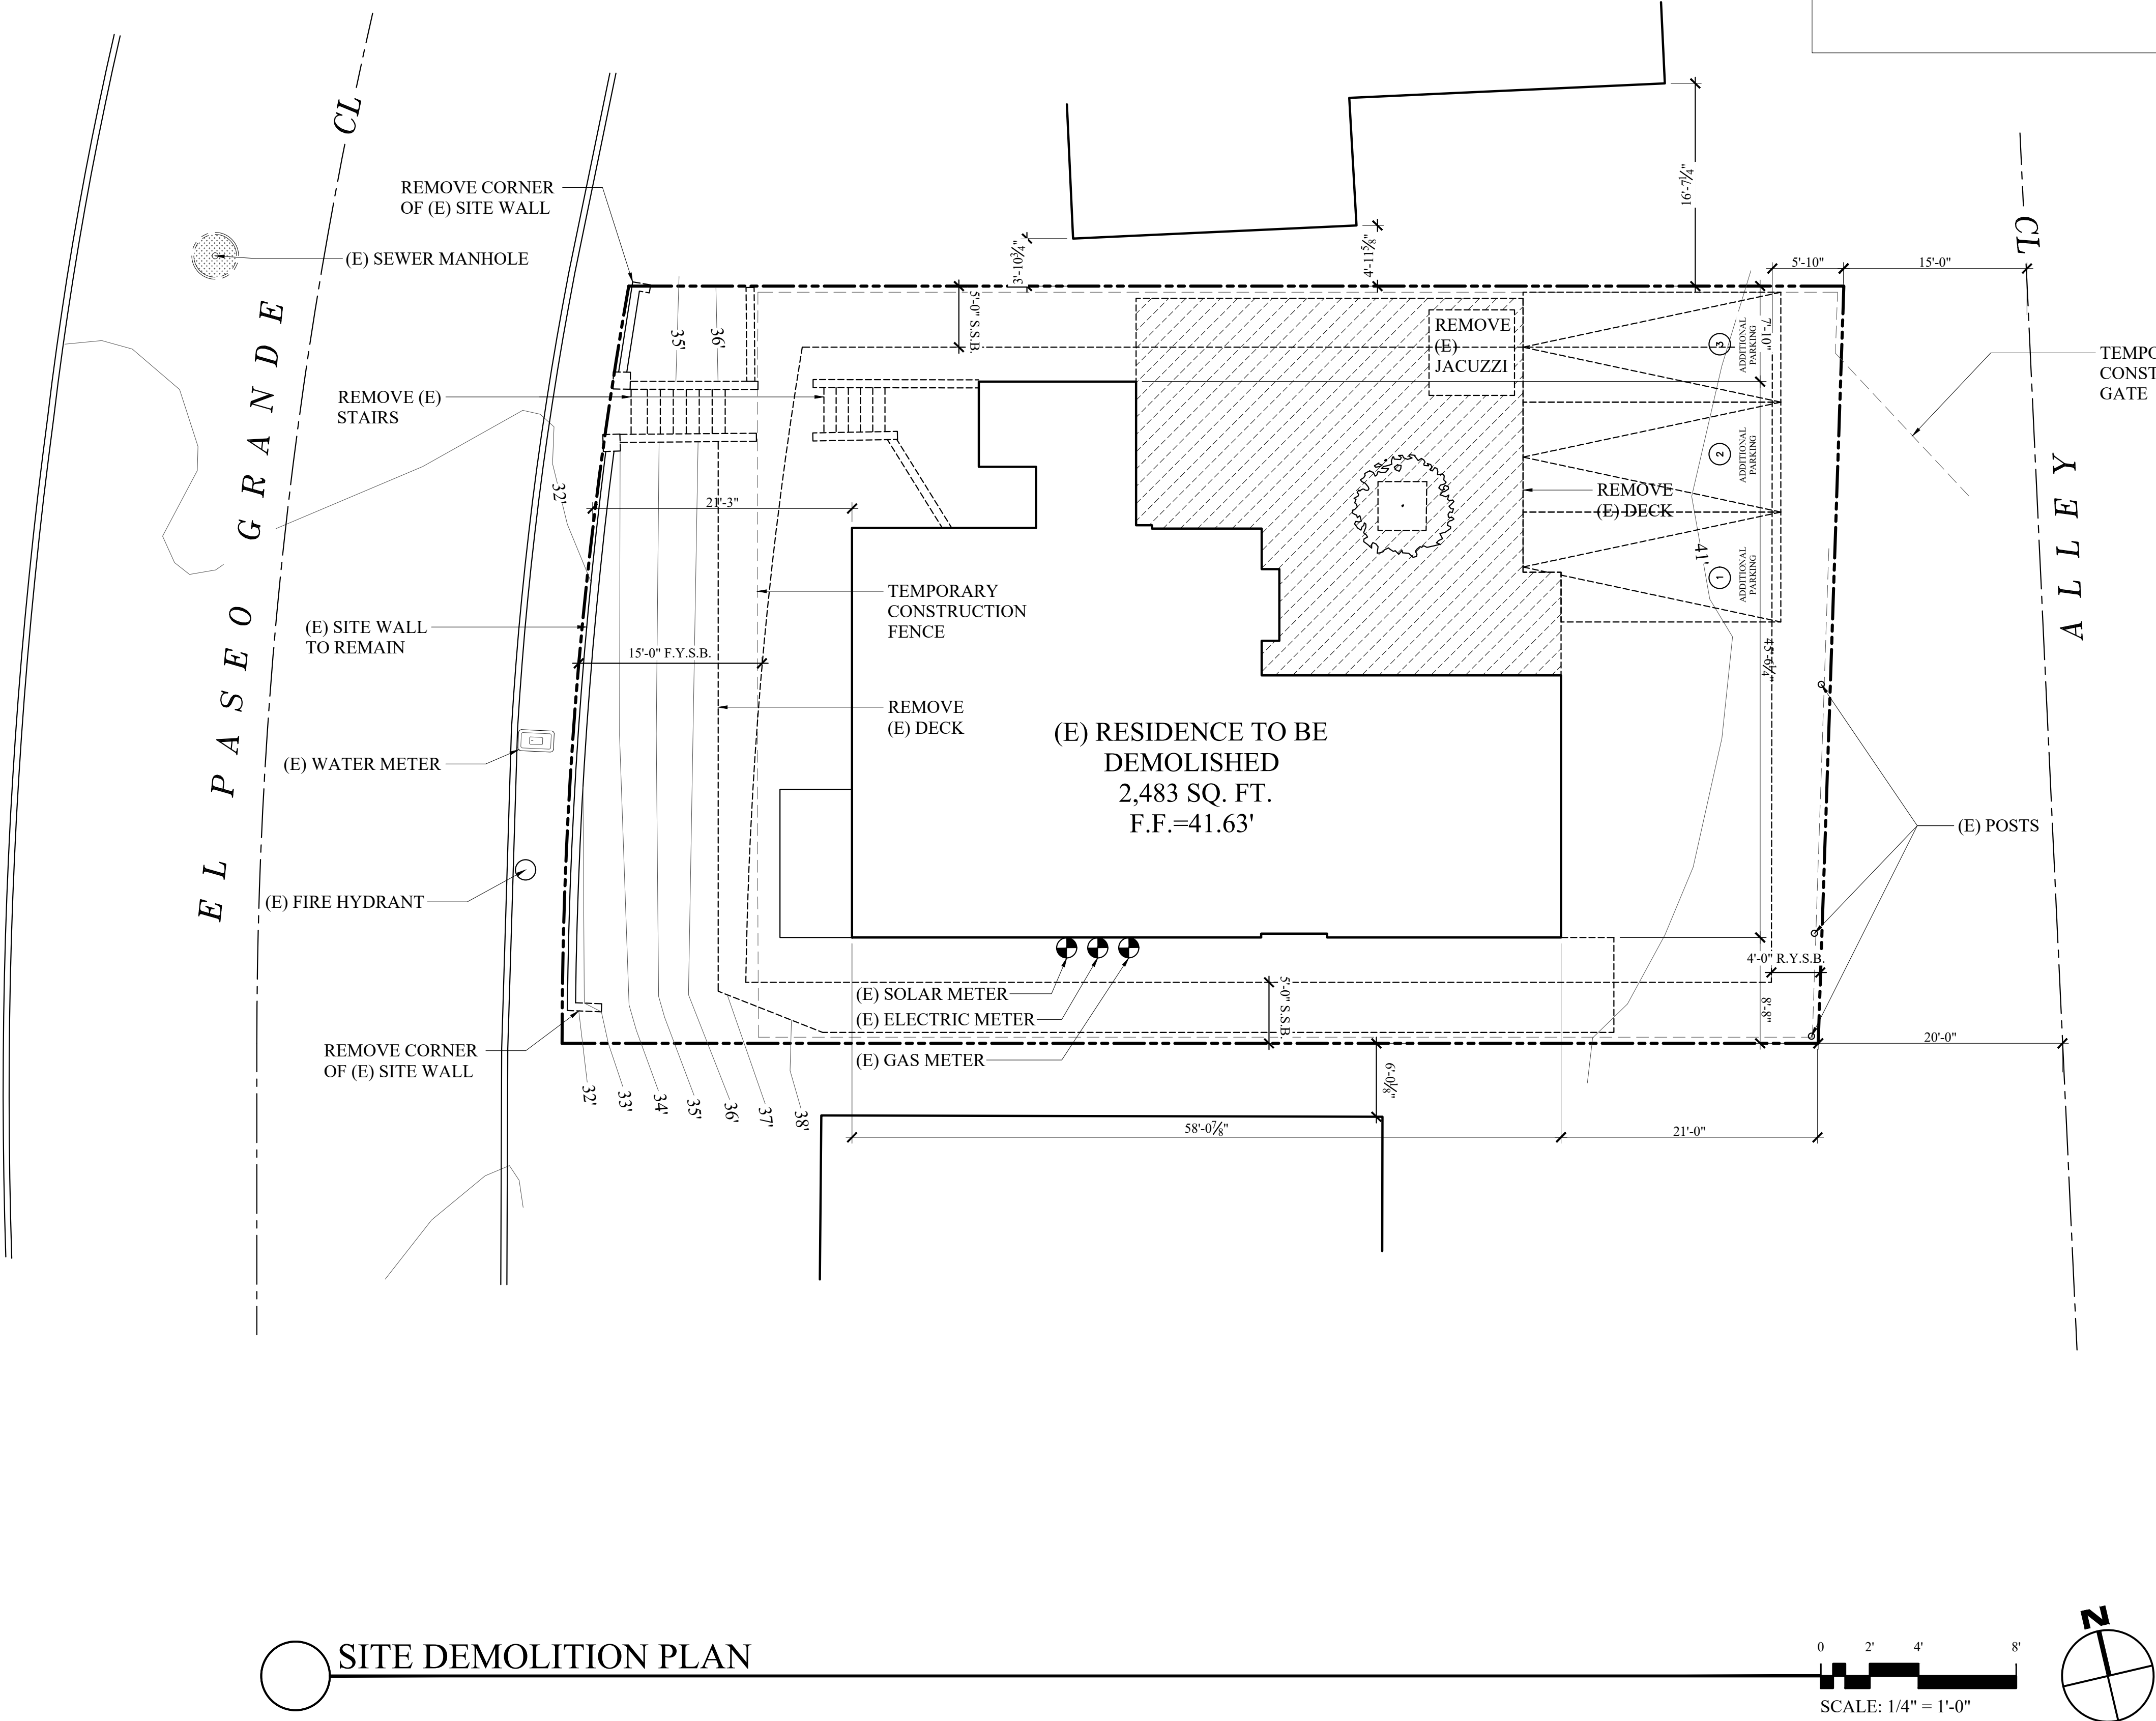 EL PASEO GRANDE
CL
REMOVE CORNER
OF (E) SITE WALL
(E) SEWER MANHOLE
REMOVE (E)
STAIRS
(E) SITE WALL
TO REMAIN
(E) WATER METER
(E) FIRE HYDRANT
REMOVE CORNER
OF (E) SITE WALL
32'
35'
36'
21'-3"
15'-0" F.Y.S.B.
TEMPORARY
CONSTRUCTION
FENCE
REMOVE
(E) DECK
5'-0" S.S.B.
3'-10¾"
4'-11⅝"
16'-7¼"
REMOVE
(E)
JACUZZI
REMOVE
(E) DECK
3
ADDITIONAL
PARKING
2
ADDITIONAL
PARKING
1
ADDITIONAL
PARKING
7'-10"
41'
5'-10"
15'-0"
CL
GATE
ALLEY
(E) RESIDENCE TO BE
DEMOLISHED
2,483 SQ. FT.
F.F.=41.63'
(E) POSTS
4'-0" R.Y.S.B.
8'-8"
20'-0"
(E) SOLAR METER
(E) ELECTRIC METER
(E) GAS METER
5'-0" S.S.B.
6'-0⅛"
32'
33'
34'
35'
36'
37'
38'
58'-0⅞"
21'-0"
SITE DEMOLITION PLAN
0 2' 4' 8'
SCALE: 1/4" = 1'-0"
N